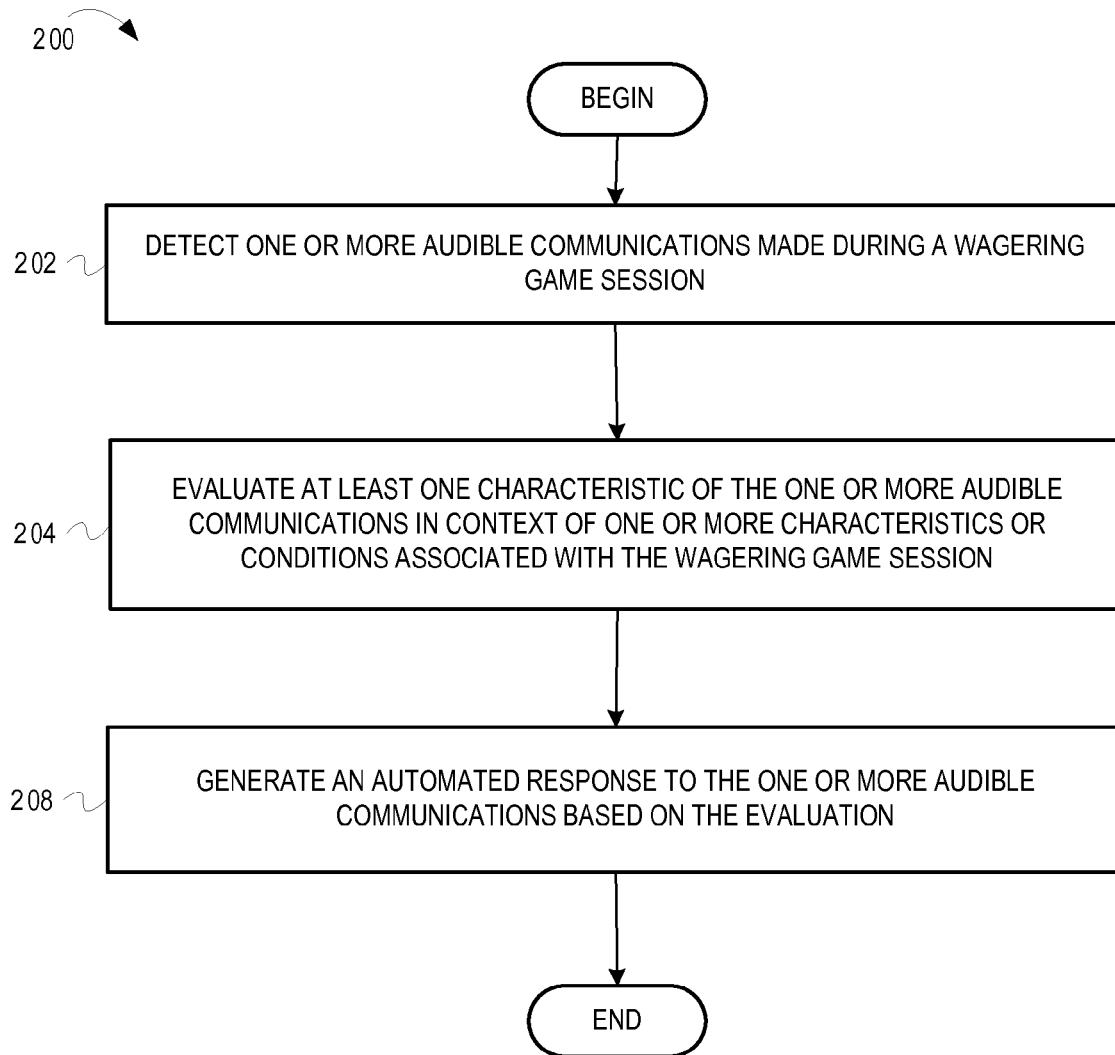 200
BEGIN
202
DETECT ONE OR MORE AUDIBLE COMMUNICATIONS MADE DURING A WAGERING
GAME SESSION
204
EVALUATE AT LEAST ONE CHARACTERISTIC OF THE ONE OR MORE AUDIBLE
COMMUNICATIONS IN CONTEXT OF ONE OR MORE CHARACTERISTICS OR
CONDITIONS ASSOCIATED WITH THE WAGERING GAME SESSION
208
GENERATE AN AUTOMATED RESPONSE TO THE ONE OR MORE AUDIBLE
COMMUNICATIONS BASED ON THE EVALUATION
END